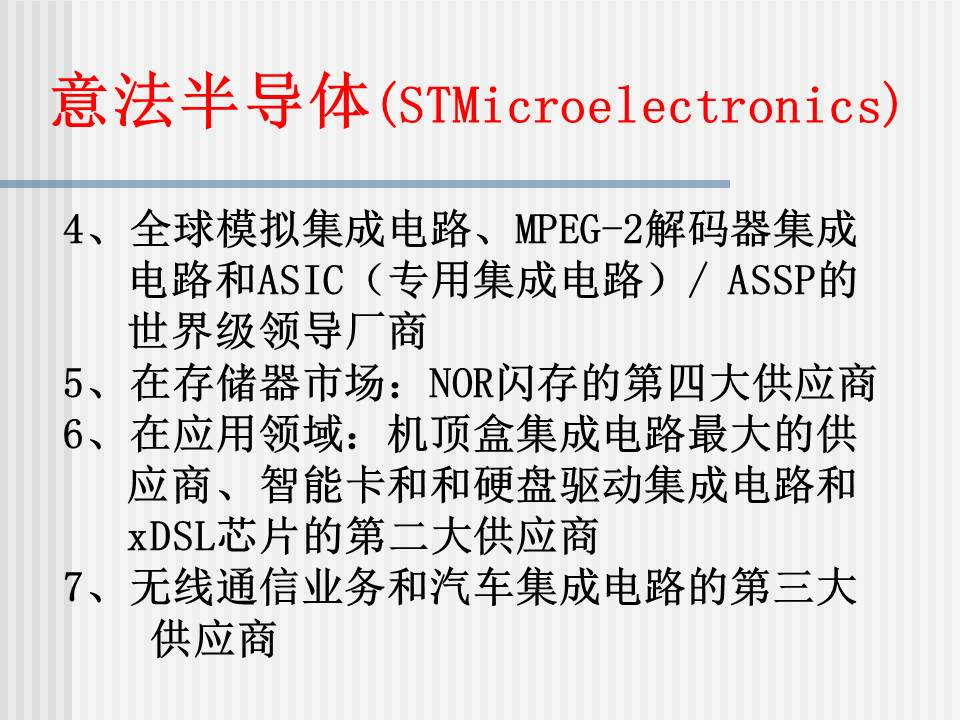 意法半导体(STMicroelectronics)
4、全球模拟集成电路、MPEG-2解码器集成
电路和ASIC（专用集成电路）/ ASSP的
世界级领导厂商
5、在存储器市场：NOR闪存的第四大供应商
6、在应用领域：机顶盒集成电路最大的供
应商、智能卡和和硬盘驱动集成电路和
xDSL芯片的第二大供应商
7、无线通信业务和汽车集成电路的第三大
供应商